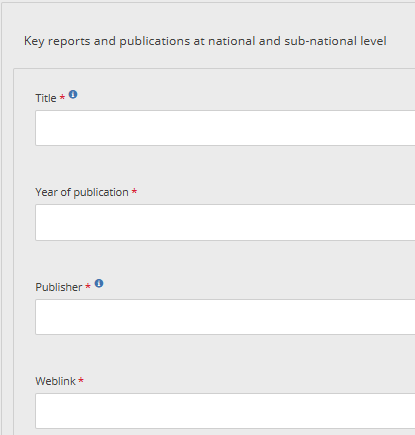 Key reports and publications at national and sub-national level
Title *
Year of publication *
Publisher *
Weblink *